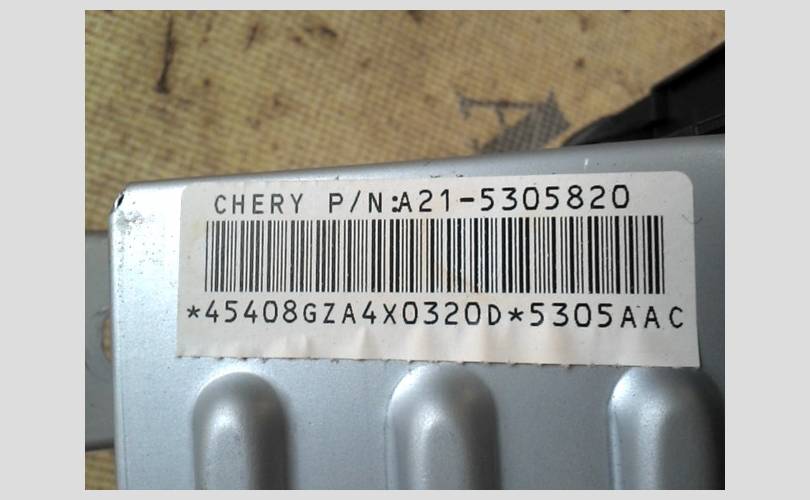 CHERY P/N:A21-5305820
*45408GZA4X0320D*5305AAC